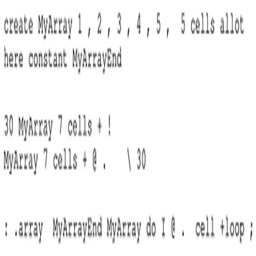 create MyArray 1 , 2 , 3 , 4 , 5 ,  5 cells allot
here constant MyArrayEnd
30 MyArray 7 cells + !
MyArray 7 cells + @ .   \ 30
: .array  MyArrayEnd MyArray do I @ .  cell +loop ;